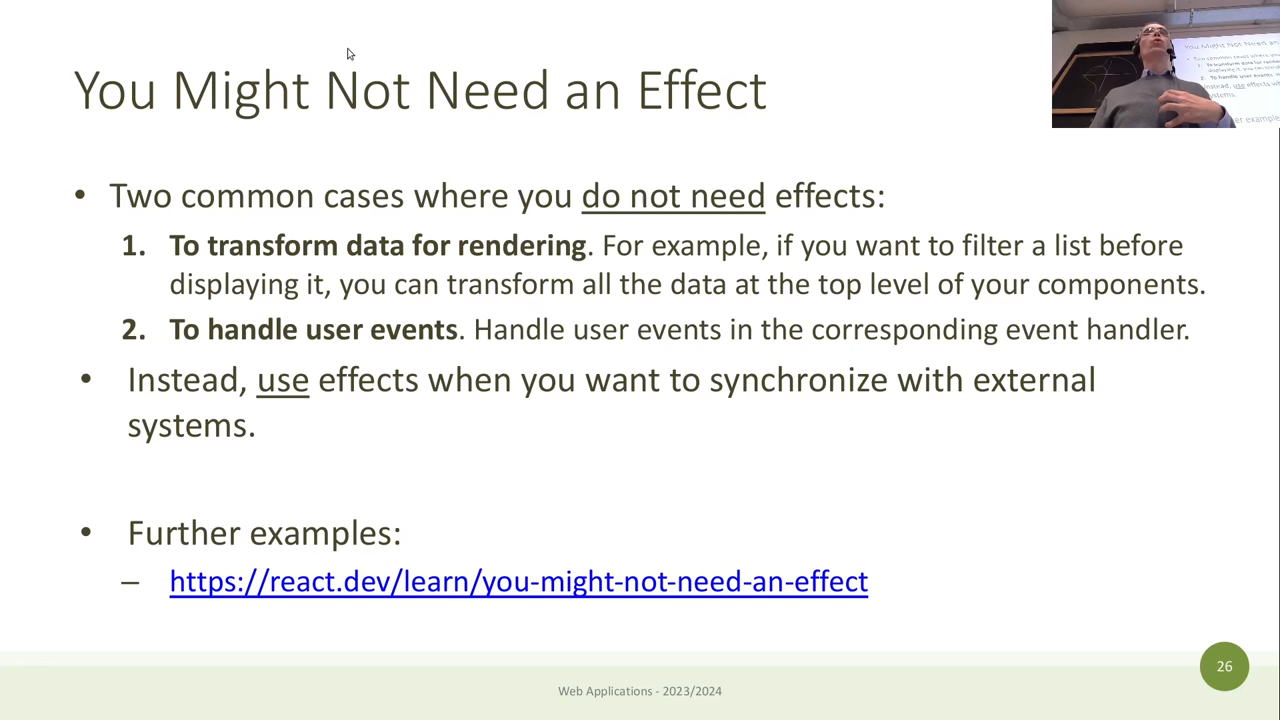 You Might Not Need an Effect
• Two common cases where you do not need effects:
1. To transform data for rendering. For example, if you want to filter a list before
displaying it, you can transform all the data at the top level of your components.
2. To handle user events. Handle user events in the corresponding event handler.
• Instead, use effects when you want to synchronize with external
systems.
• Further examples:
– https://react.dev/learn/you-might-not-need-an-effect
Web Applications - 2023/2024
26